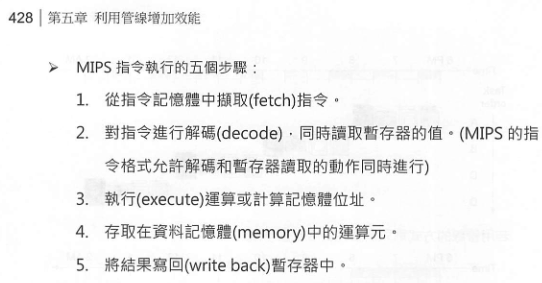 428 | 第五章 利用管線增加效能
➢ MIPS 指令執行的五個步驟：
1. 從指令記憶體中擷取(fetch)指令。
2. 對指令進行解碼(decode)，同時讀取暫存器的值。(MIPS 的指
令格式允許解碼和暫存器讀取的動作同時進行)
3. 執行(execute)運算或計算記憶體位址。
4. 存取在資料記憶體(memory)中的運算元。
5. 將結果寫回(write back)暫存器中。